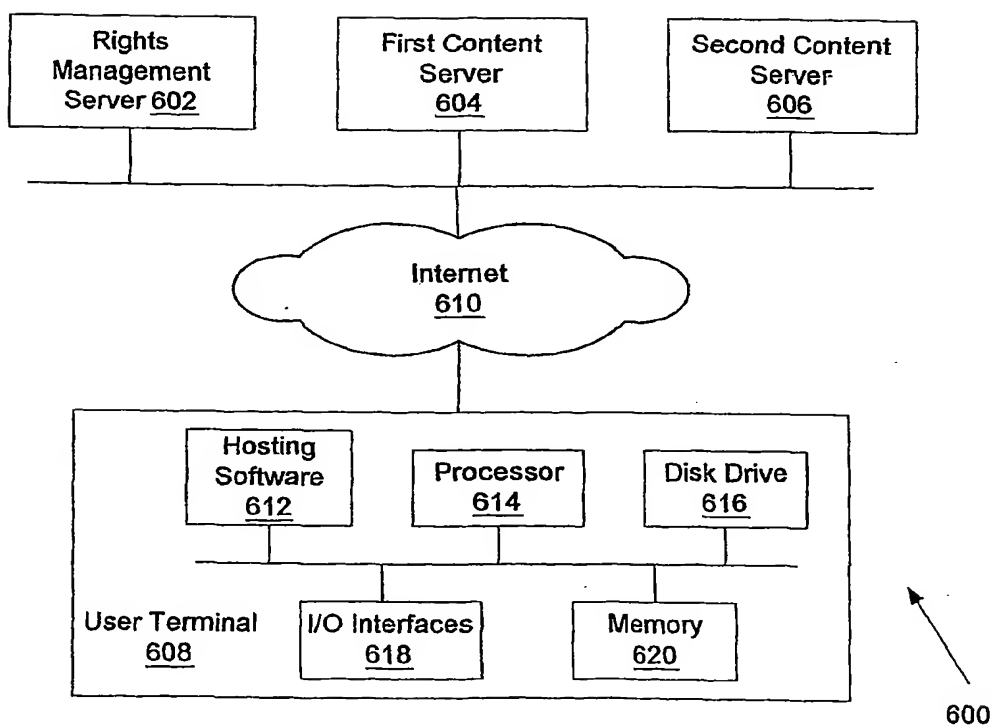 Rights
Management
Server 602
First Content
Server
604
Second Content
Server
606
Internet
610
Hosting
Software
612
Processor
614
Disk Drive
616
User Terminal
608
I/O Interfaces
618
Memory
620
600